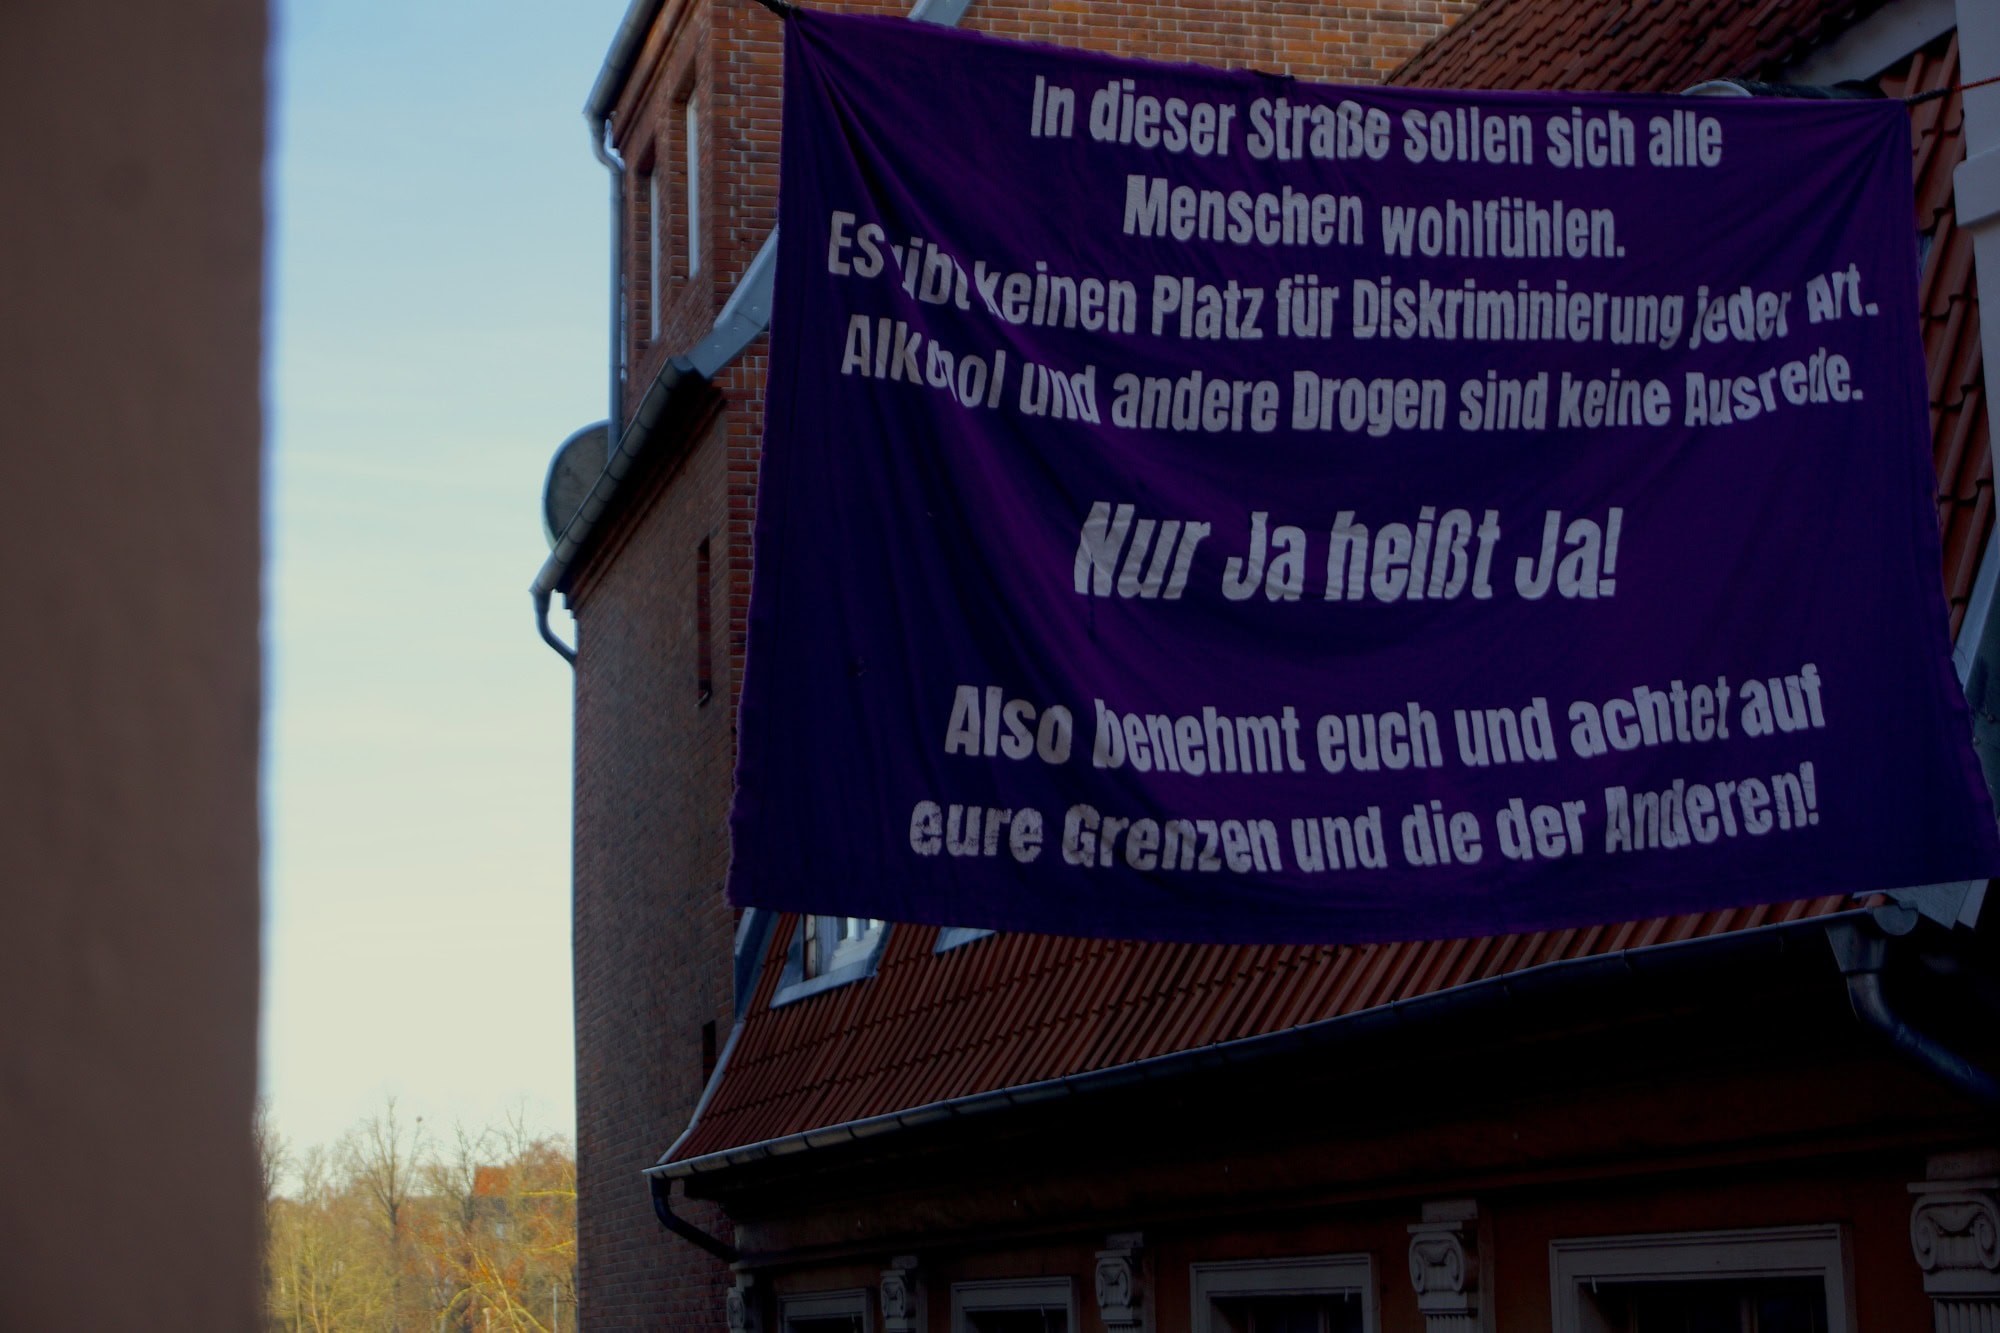 In dieser Straße sollen sich alle
Menschen wohlfühlen.
Es gibt keinen Platz für Diskriminierung jeder Art.
Alkohol und andere Drogen sind keine Ausrede.
Nur Ja heißt Ja!
Also benehmt euch und achtet auf
eure Grenzen und die der Anderen!